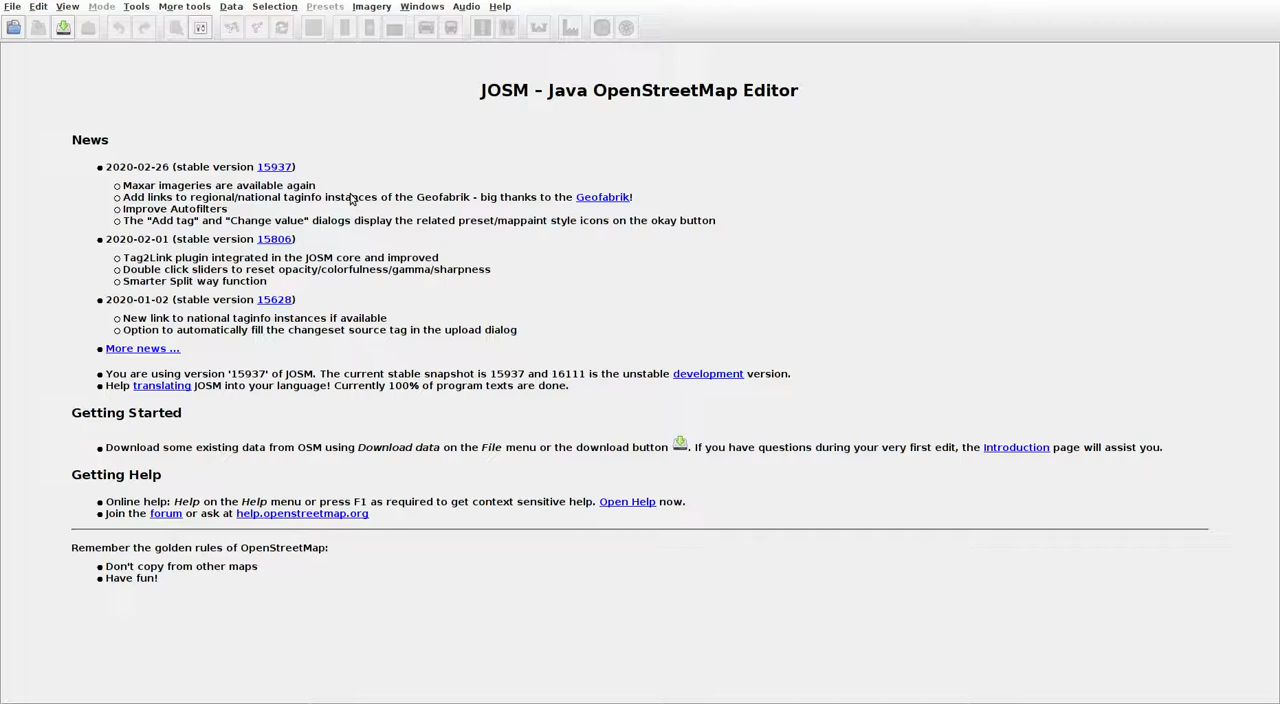 File Edit View Mode Tools More tools Data Selection Presets Imagery Windows Audio Help
JOSM – Java OpenStreetMap Editor
News
2020-02-26 (stable version 15937)
Maxar imageries are available again
Add links to regional/national taginfo instances of the Geofabrik - big thanks to the Geofabrik!
Improve Autofilters
The "Add tag" and "Change value" dialogs display the related preset/mappaint style icons on the okay button
2020-02-01 (stable version 15806)
Tag2Link plugin integrated in the JOSM core and improved
Double click sliders to reset opacity/colorfulness/gamma/sharpness
Smarter Split way function
2020-01-02 (stable version 15628)
New link to national taginfo instances if available
Option to automatically fill the changeset source tag in the upload dialog
More news ...
You are using version '15937' of JOSM. The current stable snapshot is 15937 and 16111 is the unstable development version.
Help translating JOSM into your language! Currently 100% of program texts are done.
Getting Started
Download some existing data from OSM using Download data on the File menu or the download button . If you have questions during your very first edit, the Introduction page will assist you.
Getting Help
Online help: Help on the Help menu or press F1 as required to get context sensitive help. Open Help now.
Join the forum or ask at help.openstreetmap.org
Remember the golden rules of OpenStreetMap:
Don't copy from other maps
Have fun!